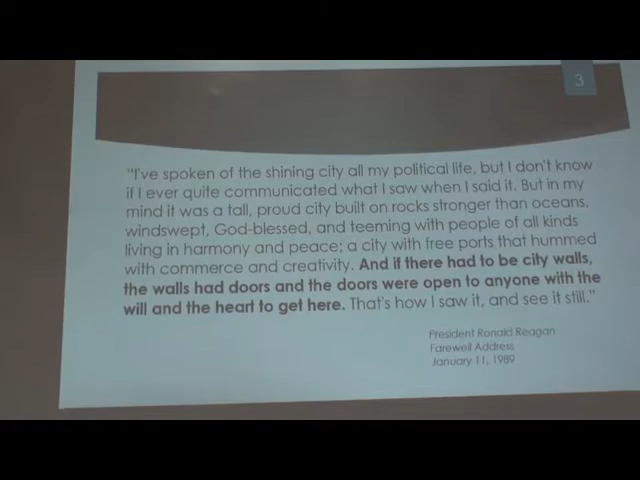 3
"I've spoken of the shining city all my political life, but I don't know
if I ever quite communicated what I saw when I said it. But in my
mind it was a tall, proud city built on rocks stronger than oceans,
windswept, God-blessed, and teeming with people of all kinds
living in harmony and peace; a city with free ports that hummed
with commerce and creativity. And if there had to be city walls,
the walls had doors and the doors were open to anyone with the
will and the heart to get here. That's how I saw it, and see it still."
President Ronald Reagan
Farewell Address
January 11, 1989